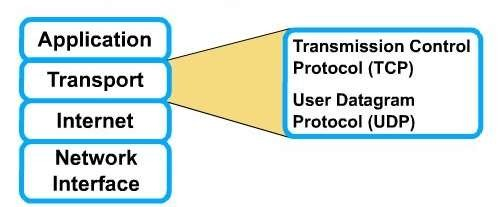 Application
Transport
Internet
Network
Interface
Transmission Control
Protocol (TCP)
User Datagram
Protocol (UDP)